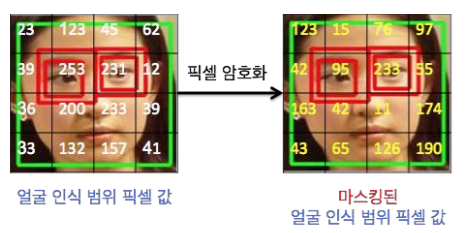 23 123 45 62
39 253 231 12
36 200 233 39
33 132 157 41
얼굴 인식 범위 픽셀 값
픽셀 암호화
123 15 76 97
42 95 233 55
163 42 11 174
43 65 126 190
마스킹된
얼굴 인식 범위 픽셀 값